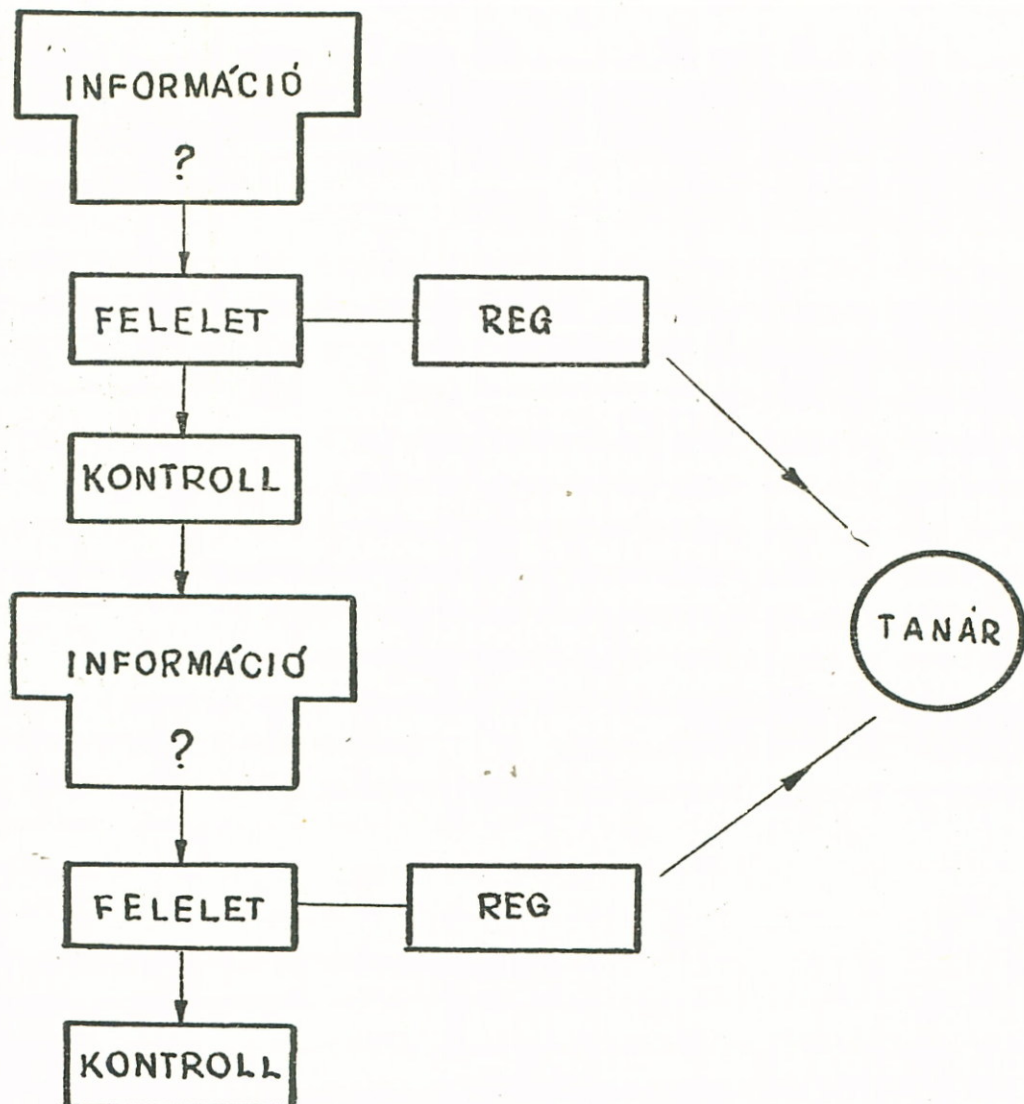 INFORMÁCIÓ
?
FELELET
REG
KONTROLL
INFORMÁCIÓ
?
TANÁR
FELELET
REG
KONTROLL